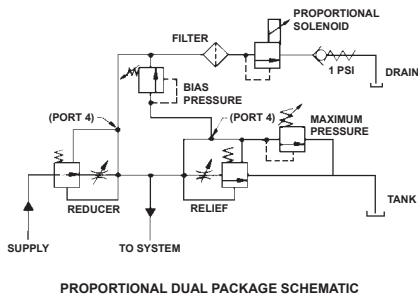 PROPORTIONAL
SOLENOID
FILTER
1 PSI
DRAIN
BIAS
PRESSURE
(PORT 4)
(PORT 4)
MAXIMUM
PRESSURE
REDUCER
RELIEF
TANK
SUPPLY
TO SYSTEM
PROPORTIONAL DUAL PACKAGE SCHEMATIC